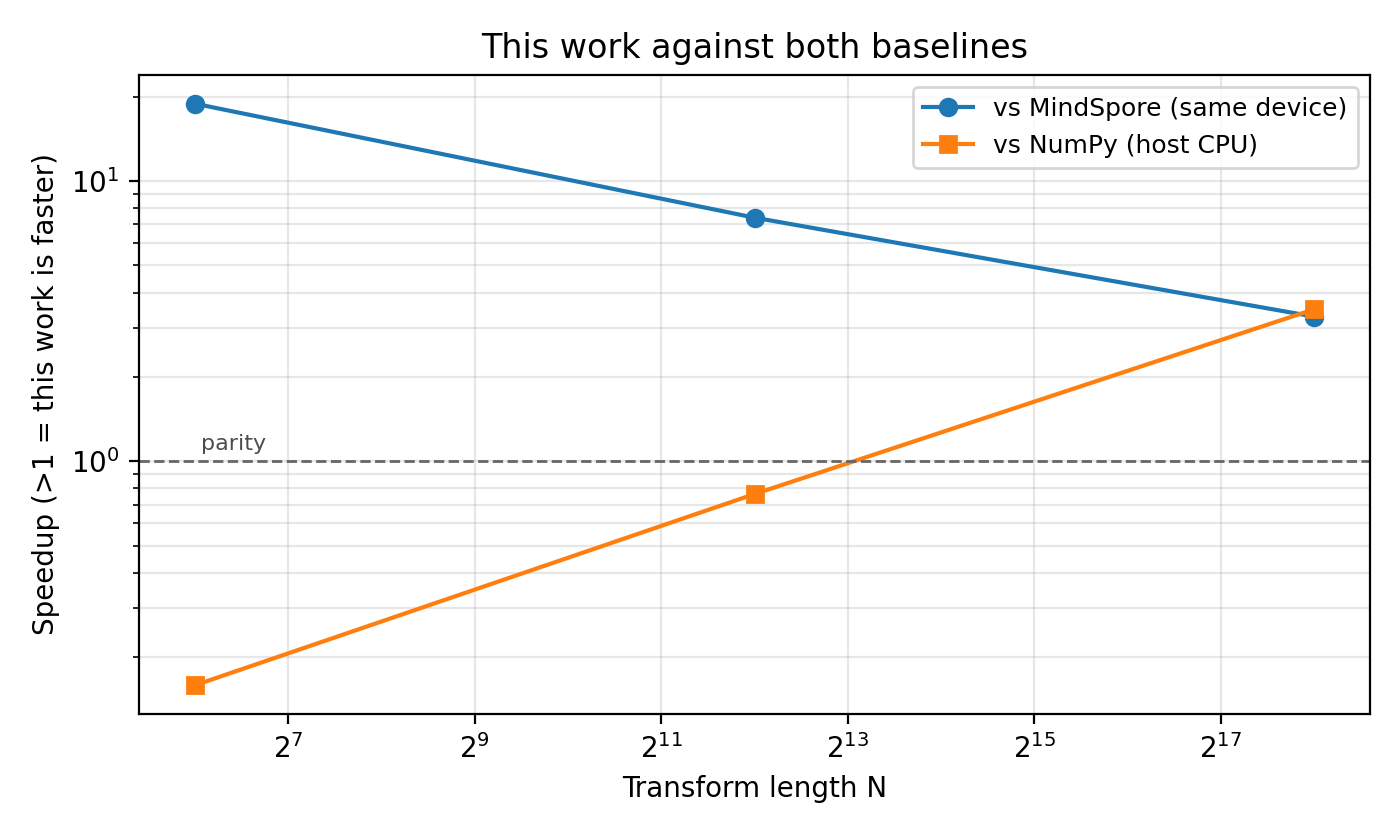 This work against both baselines
vs MindSpore (same device)
vs NumPy (host CPU)
Speedup (>1 = this work is faster)
10¹
10⁰
parity
2⁷ 2⁹ 2¹¹ 2¹³ 2¹⁵ 2¹⁷
Transform length N